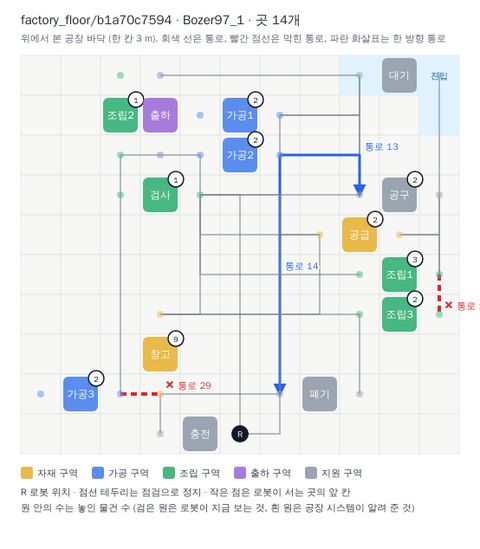 factory_floor/b1a70c7594 · Bozer97_1 · 곳 14개
위에서 본 공장 바닥 (한 칸 3 m). 회색 선은 통로, 빨간 점선은 막힌 통로, 파란 화살표는 한 방향 통로
대기
전림
1
조립2
출하
2
가공1
2
가공2
통로 13
1
검사
2
공구
2
공급
통로 14
3
조립1
2
조립3
✖ 통로
9
창고
2
가공3
✖ 통로 29
폐기
충전
R
자재 구역
가공 구역
조립 구역
출하 구역
지원 구역
R 로봇 위치 · 점선 테두리는 점검으로 정지 · 작은 점은 로봇이 서는 곳의 앞 칸
원 안의 수는 놓인 물건 수 (검은 원은 로봇이 지금 보는 것, 흰 원은 공장 시스템이 알려 준 것)